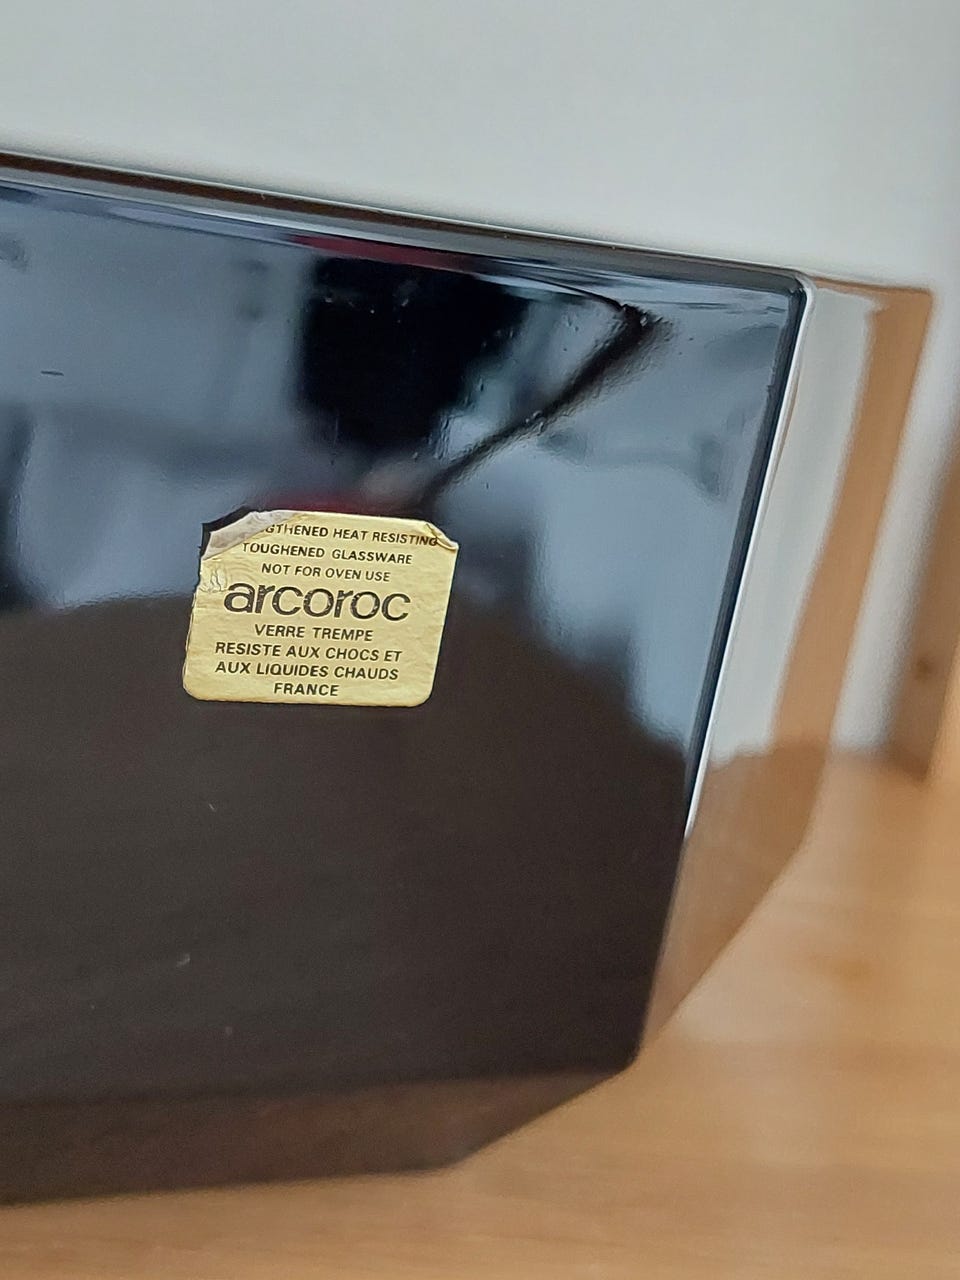 GTHENED HEAT RESISTING
TOUGHENED GLASSWARE
NOT FOR OVEN USE
arcoroc
VERRE TREMPE
RESISTE AUX CHOCS ET
AUX LIQUIDES CHAUDS
FRANCE